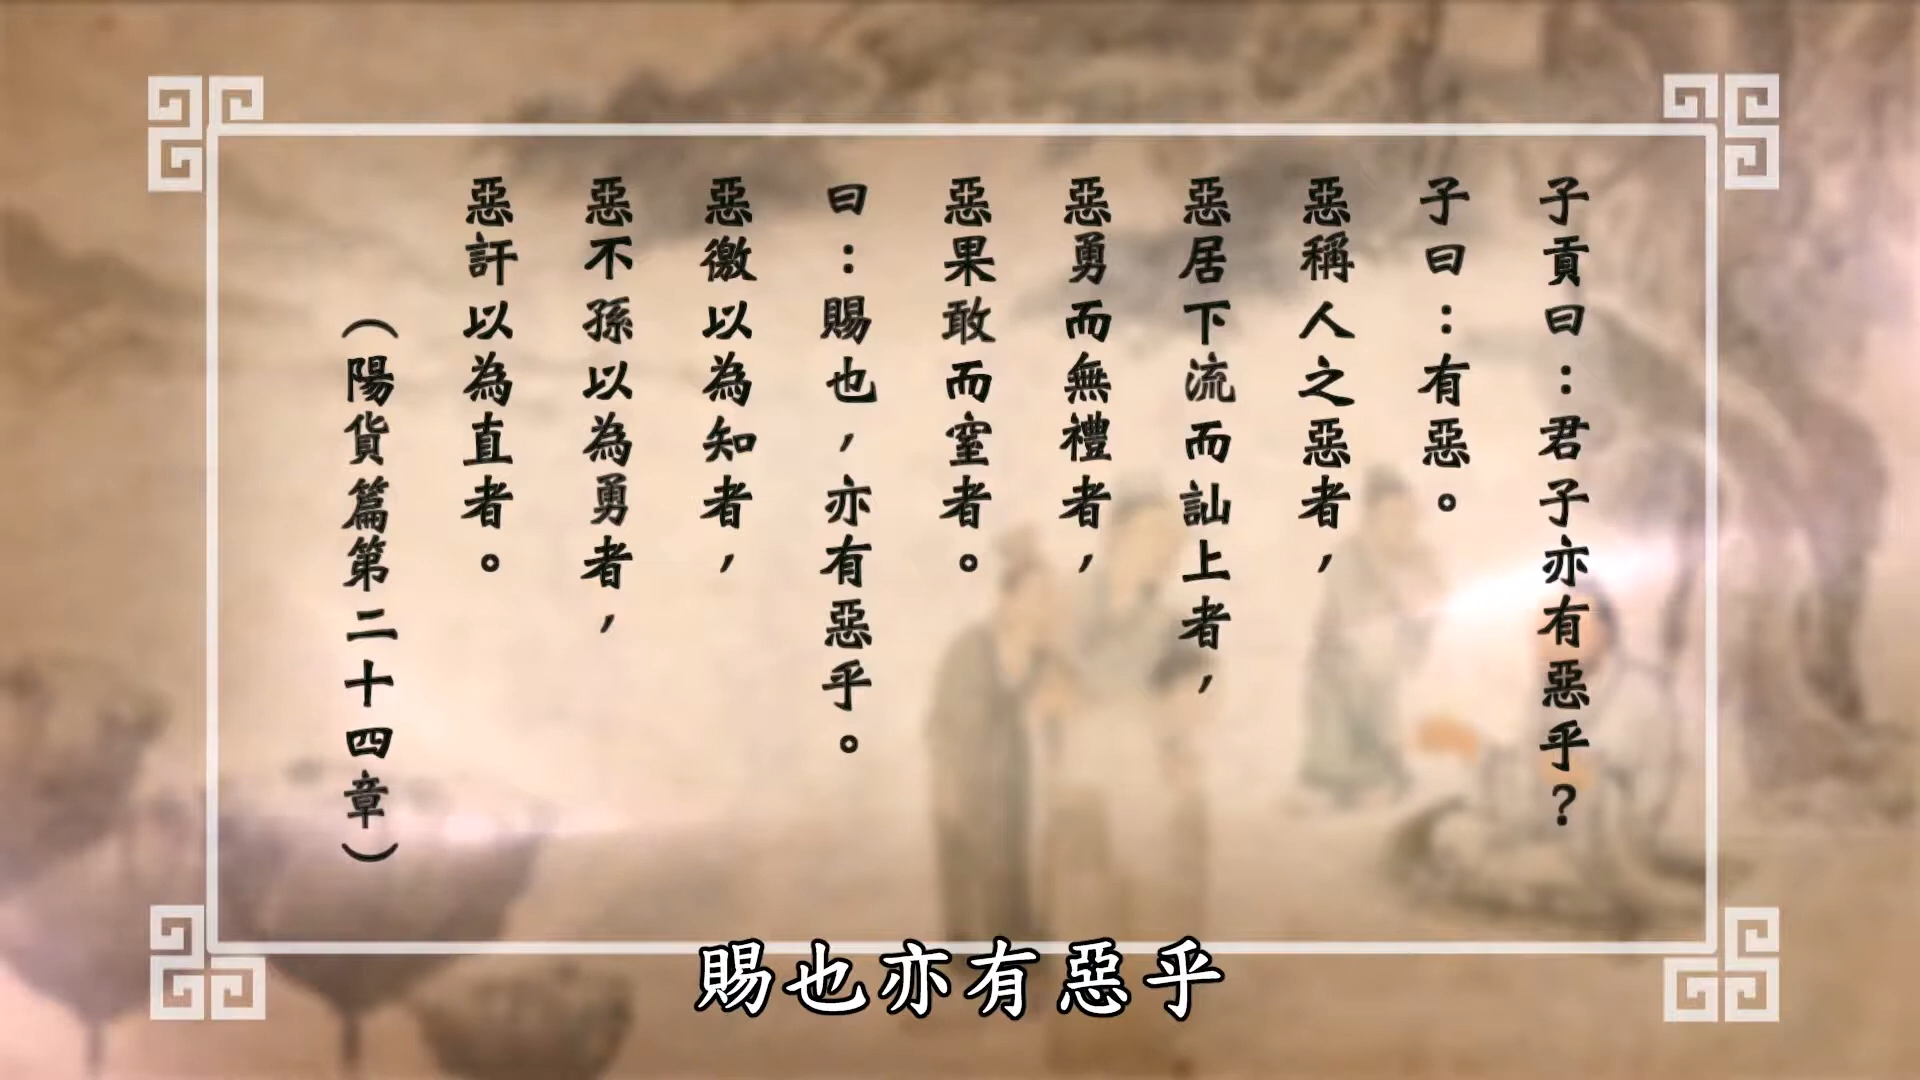 子貢曰：君子亦有惡乎？
子曰：有惡。
惡稱人之惡者，
惡居下流而訕上者，
惡勇而無禮者，
惡果敢而窒者。
曰：賜也，亦有惡乎。
惡徼以為知者，
惡不孫以為勇者，
惡訐以為直者。
（陽貨篇第二十四章）
賜也亦有惡乎